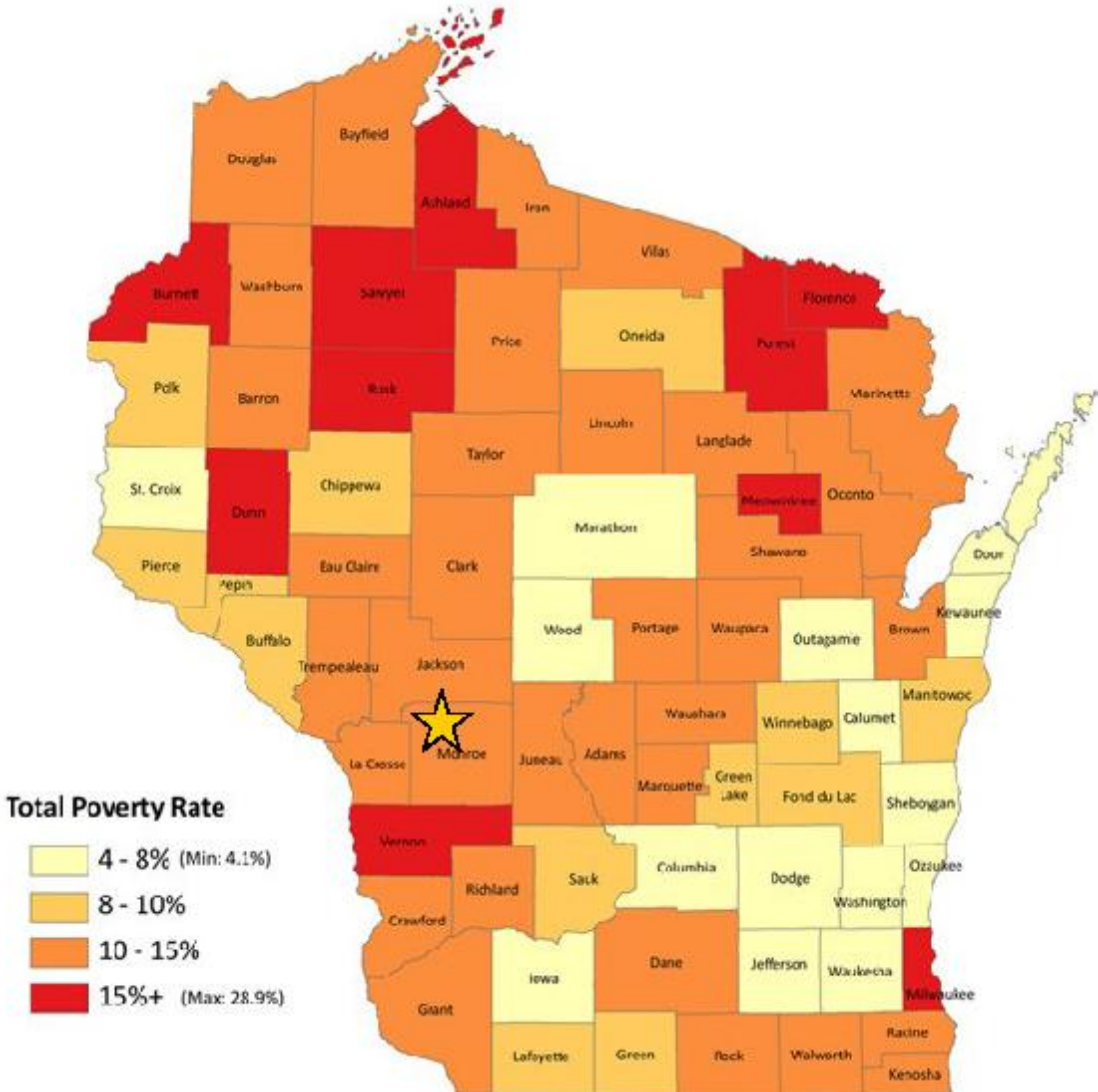 Bayfield
Douglas
Ashland
Iron
Vilas
Burnett
Washburn
Sawyer
Florence
Price
Oneida
Forest
Polk
Barron
Rusk
Marinette
Lincoln
Langlade
Taylor
St. Croix
Dunn
Chippewa
Menominee
Oconto
Marathon
Pierce
Eau Claire
Clark
Shawano
Door
Pepin
Buffalo
Wood
Portage
Waupaca
Outagamie
Brown
Kewaunee
Trempealeau
Jackson
Manitowoc
Waushara
Winnebago
Calumet
La Crosse
Monroe
Juneau
Adams
Marquette
Green
Lake
Fond du Lac
Sheboygan
Total Poverty Rate
4 - 8% (Min: 4.1%)
8 - 10%
10 - 15%
15%+ (Max: 28.9%)
Vernon
Richland
Sauk
Columbia
Dodge
Ozaukee
Washington
Crawford
Iowa
Dane
Jefferson
Waukesha
Milwaukee
Grant
Lafayette
Green
Rock
Walworth
Racine
Kenosha